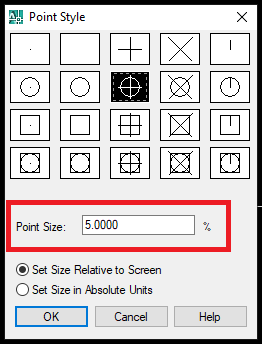 Point Style
Point Size: 5.0000 %
Set Size Relative to Screen
Set Size in Absolute Units
OK Cancel Help